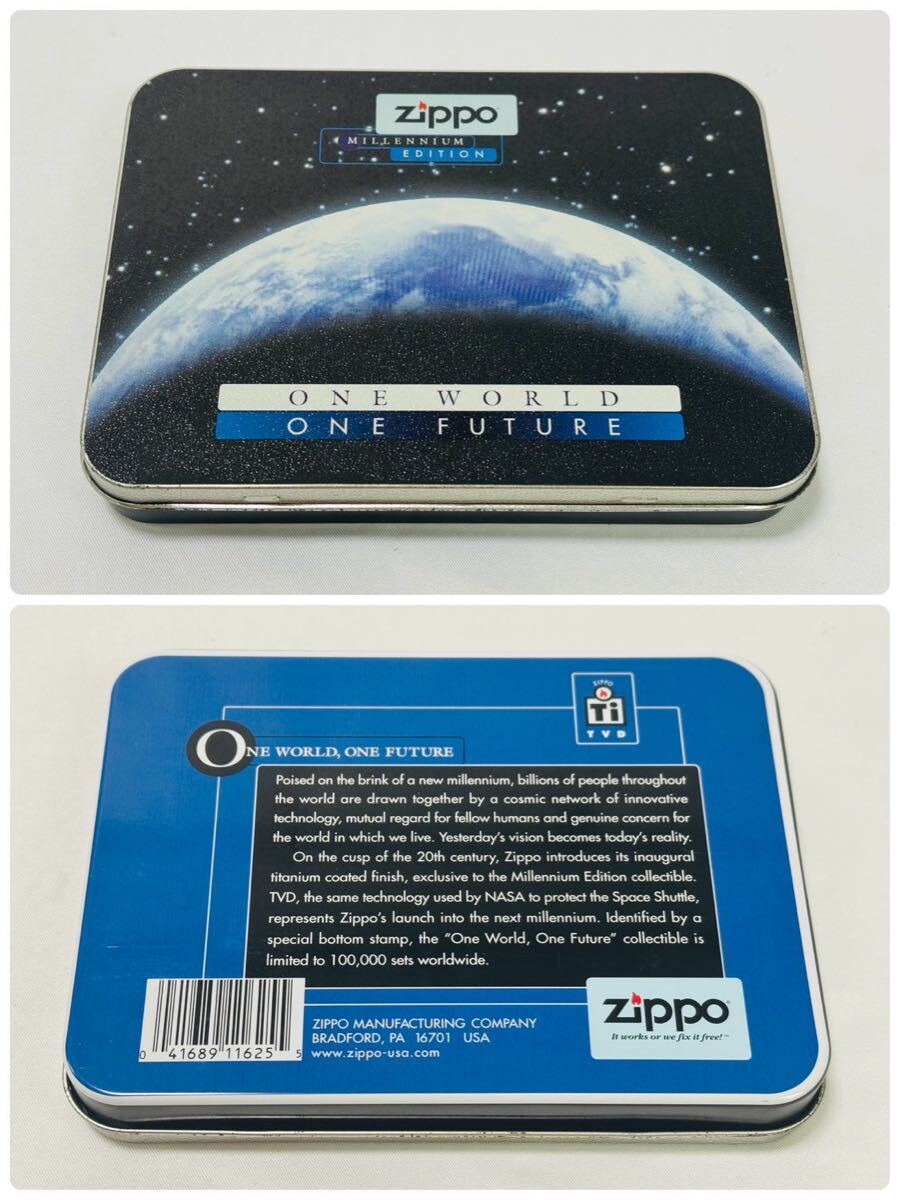 zippo
MILLENNIUM
EDITION
ONE WORLD
ONE FUTURE
ZIPPO
Ti
TVD
ONE WORLD, ONE FUTURE
Poised on the brink of a new millennium, billions of people throughout
the world are drawn together by a cosmic network of innovative
technology, mutual regard for fellow humans and genuine concern for
the world in which we live. Yesterday's vision becomes today's reality.
On the cusp of the 20th century, Zippo introduces its inaugural
titanium coated finish, exclusive to the Millennium Edition collectible.
TVD, the same technology used by NASA to protect the Space Shuttle,
represents Zippo's launch into the next millennium. Identified by a
special bottom stamp, the "One World, One Future" collectible is
limited to 100,000 sets worldwide.
0 41689 11625 5
ZIPPO MANUFACTURING COMPANY
BRADFORD, PA 16701 USA
www.zippo-usa.com
zippo®
It works or we fix it free!™